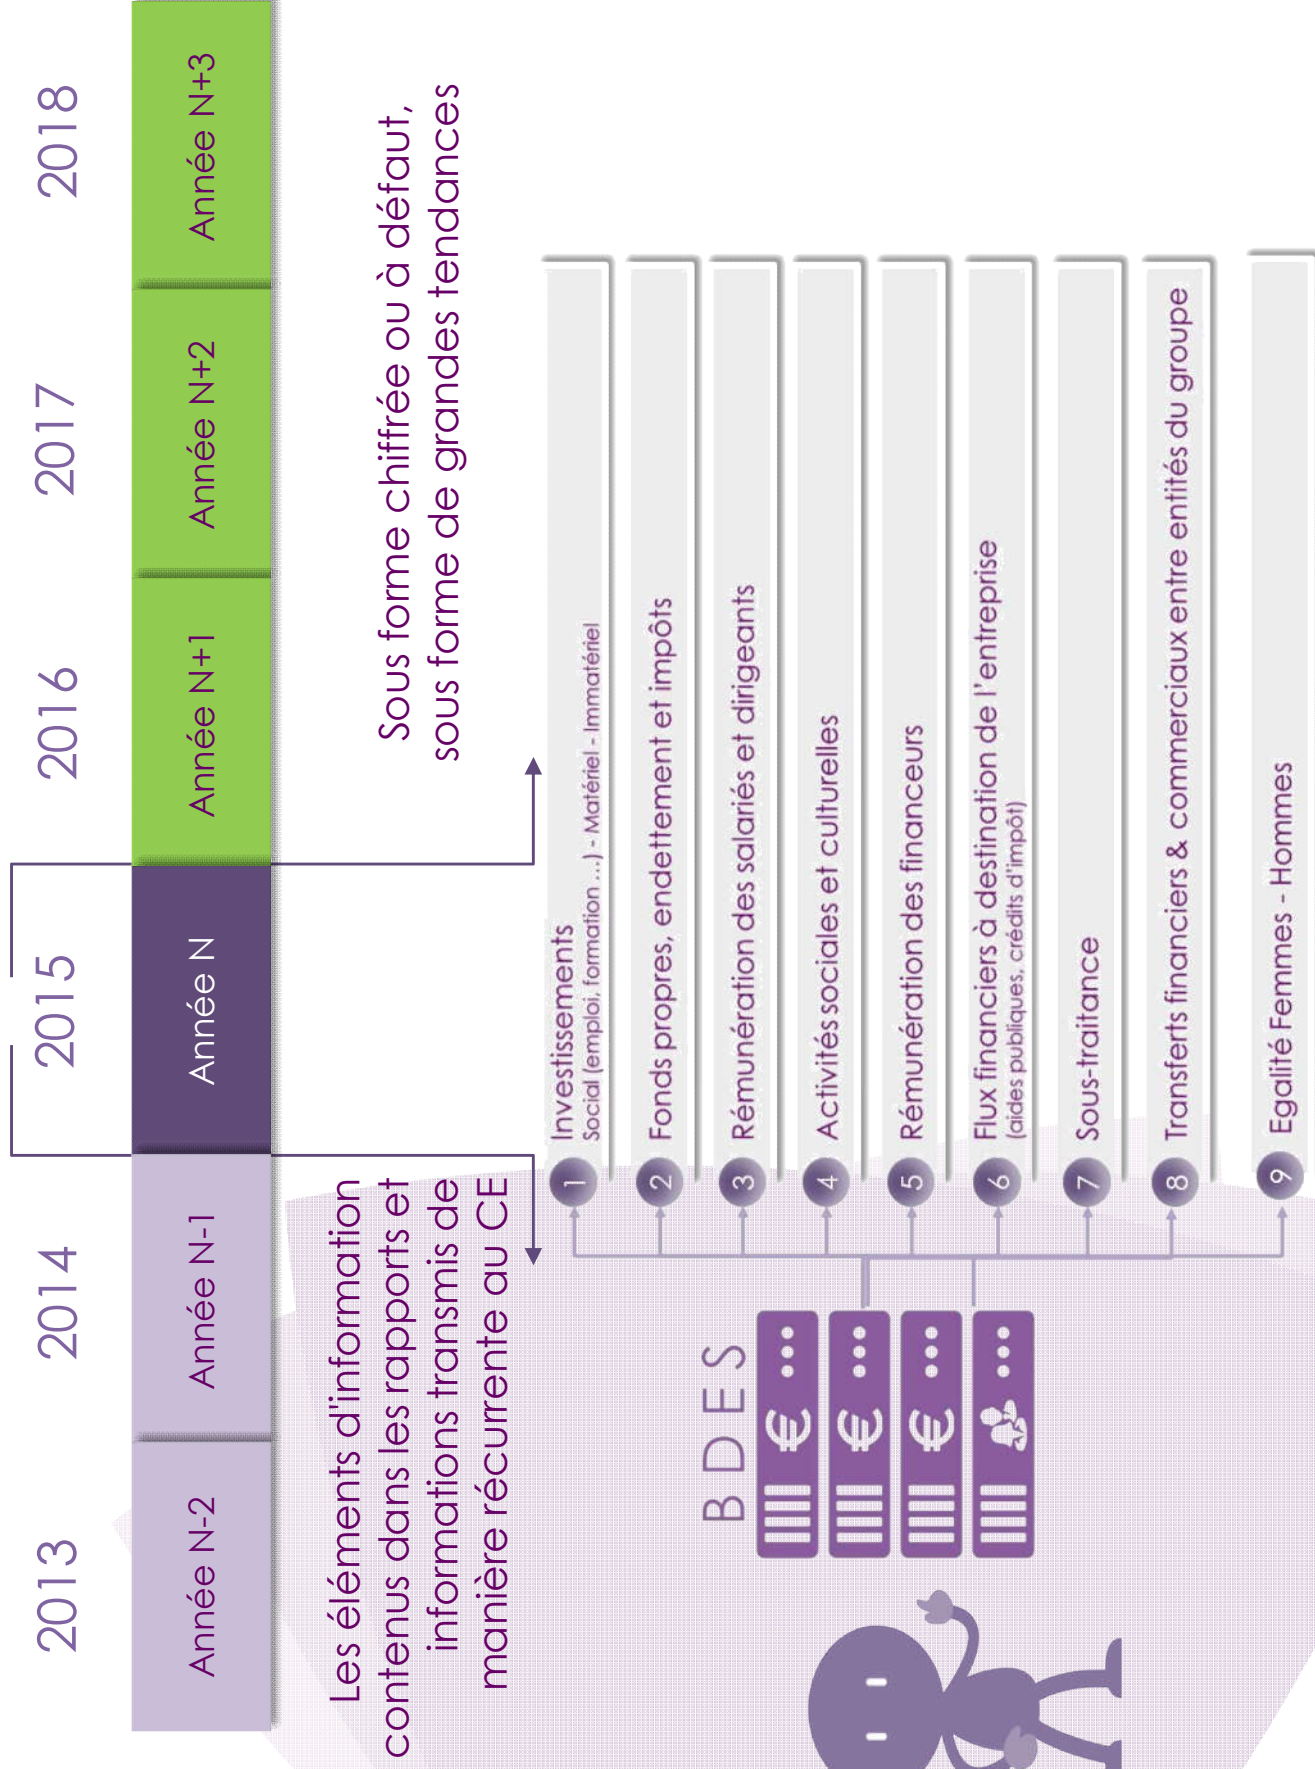 2013
2014
2015
2016
2017
2018
Année N-2
Année N-1
Année N
Année N+1
Année N+2
Année N+3
Les éléments d'information
contenus dans les rapports et
informations transmis de
manière récurrente au CE
Sous forme chiffrée ou à défaut,
sous forme de grandes tendances
BDES
€
€
€
1
Investissements
Social (emploi, formation ...) - Matériel - Immatériel
2
Fonds propres, endettement et impôts
3
Rémunération des salariés et dirigeants
4
Activités sociales et culturelles
5
Rémunération des financeurs
6
Flux financiers à destination de l'entreprise
(aides publiques, crédits d'impôt)
7
Sous-traitance
8
Transferts financiers & commerciaux entre entités du groupe
9
Egalité Femmes - Hommes